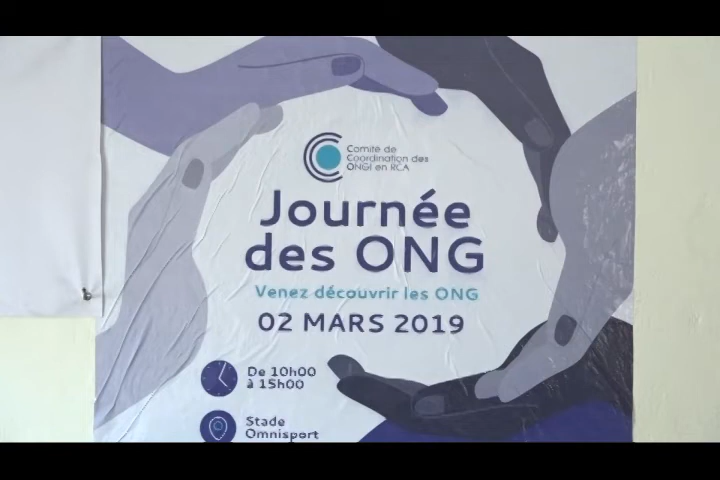 Comité de
Coordination des
ONGI en RCA
Journée
des ONG
Venez découvrir les ONG
02 MARS 2019
De 10h00
à 15h00
Stade
Omnisport